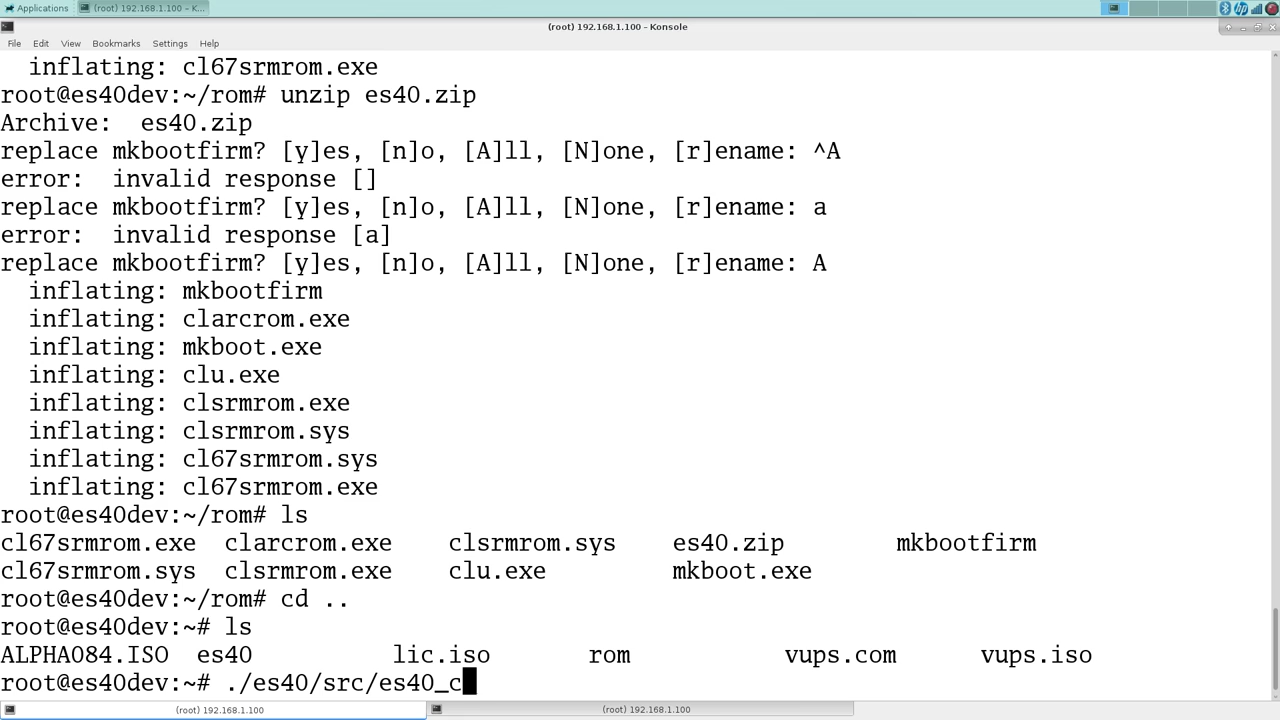 Applications (root) 192.168.1.100 – K...
(root) 192.168.1.100 – Konsole
File Edit View Bookmarks Settings Help
inflating: cl67srmrom.exe
root@es40dev:~/rom# unzip es40.zip
Archive:  es40.zip
replace mkbootfirm? [y]es, [n]o, [A]ll, [N]one, [r]ename: ^A
error:  invalid response []
replace mkbootfirm? [y]es, [n]o, [A]ll, [N]one, [r]ename: a
error:  invalid response [a]
replace mkbootfirm? [y]es, [n]o, [A]ll, [N]one, [r]ename: A
inflating: mkbootfirm
inflating: clarcrom.exe
inflating: mkboot.exe
inflating: clu.exe
inflating: clsrmrom.exe
inflating: clsrmrom.sys
inflating: cl67srmrom.sys
inflating: cl67srmrom.exe
root@es40dev:~/rom# ls
cl67srmrom.exe  clarcrom.exe    clsrmrom.sys    es40.zip        mkbootfirm
cl67srmrom.sys  clsrmrom.exe    clu.exe         mkboot.exe
root@es40dev:~/rom# cd ..
root@es40dev:~# ls
ALPHA084.ISO  es40          lic.iso       rom           vups.com      vups.iso
root@es40dev:~# ./es40/src/es40_c
(root) 192.168.1.100 (root) 192.168.1.100